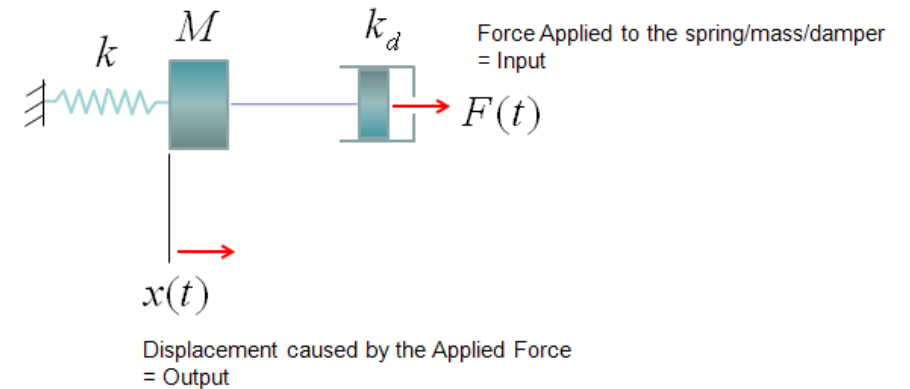 k
M
k_d
Force Applied to the spring/mass/damper
= Input
F(t)
x(t)
Displacement caused by the Applied Force
= Output